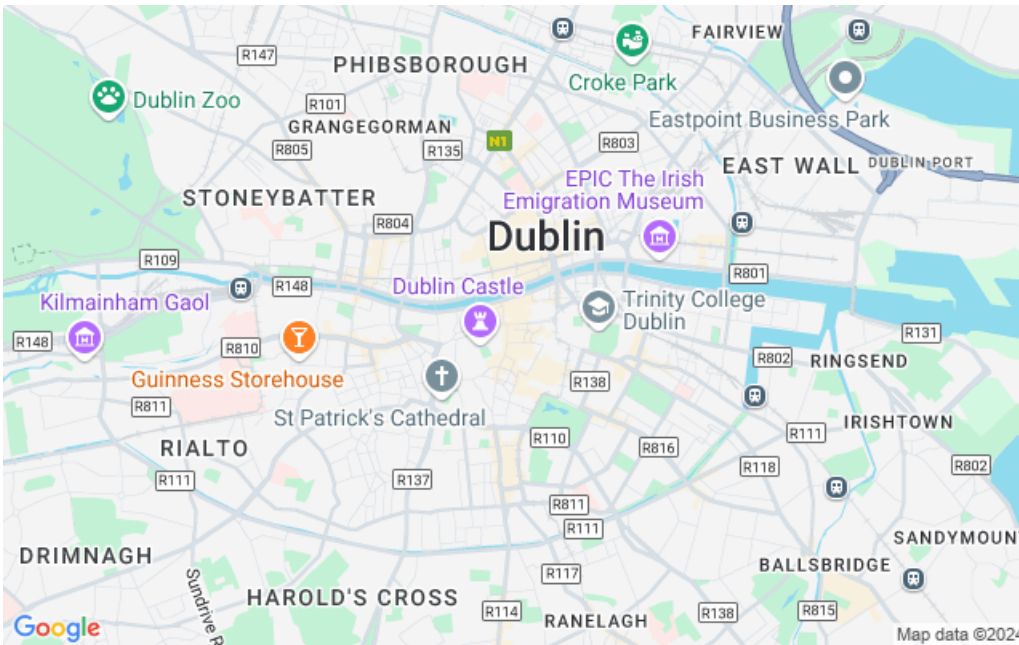 FAIRVIEW
R147
PHIBSBOROUGH
Croke Park
Dublin Zoo
R101
Eastpoint Business Park
GRANGEGORMAN
N1
R803
R805
R135
EAST WALL
DUBLIN PORT
EPIC The Irish
Emigration Museum
STONEYBATTER
R804
Dublin
R109
R801
R148
Dublin Castle
Kilmainham Gaol
Trinity College
Dublin
R148
R810
R131
R802
RINGSEND
Guinness Storehouse
R138
R811
St Patrick's Cathedral
IRISHTOWN
R110
R111
RIALTO
R816
R118
R802
R111
R137
R811
R111
SANDYMOUN
DRIMNAGH
BALLSBRIDGE
R117
Sundrive R
HAROLD'S CROSS
R114
RANELAGH
R138
R815
Google
Map data ©2024